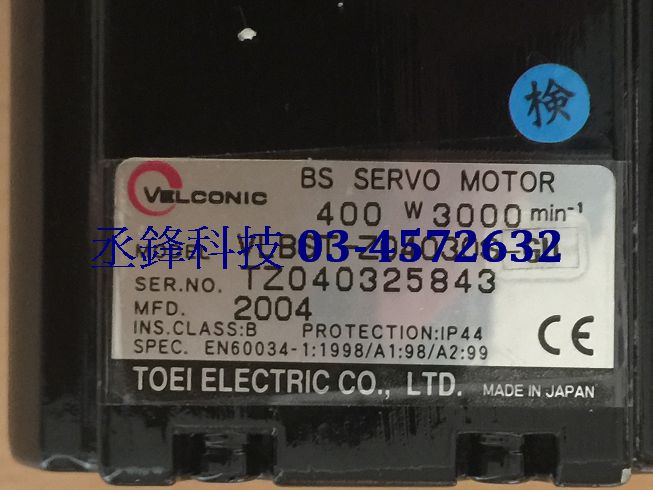 検
VELCONIC
BS SERVO MOTOR
400 W 3000 min⁻¹
丞鋒科技 03-4572632
MODEL
SER.NO. TZ040325843
MFD. 2004
INS.CLASS:B PROTECTION:IP44
SPEC. EN60034-1:1998/A1:98/A2:99
CE
TOEI ELECTRIC CO., LTD. MADE IN JAPAN